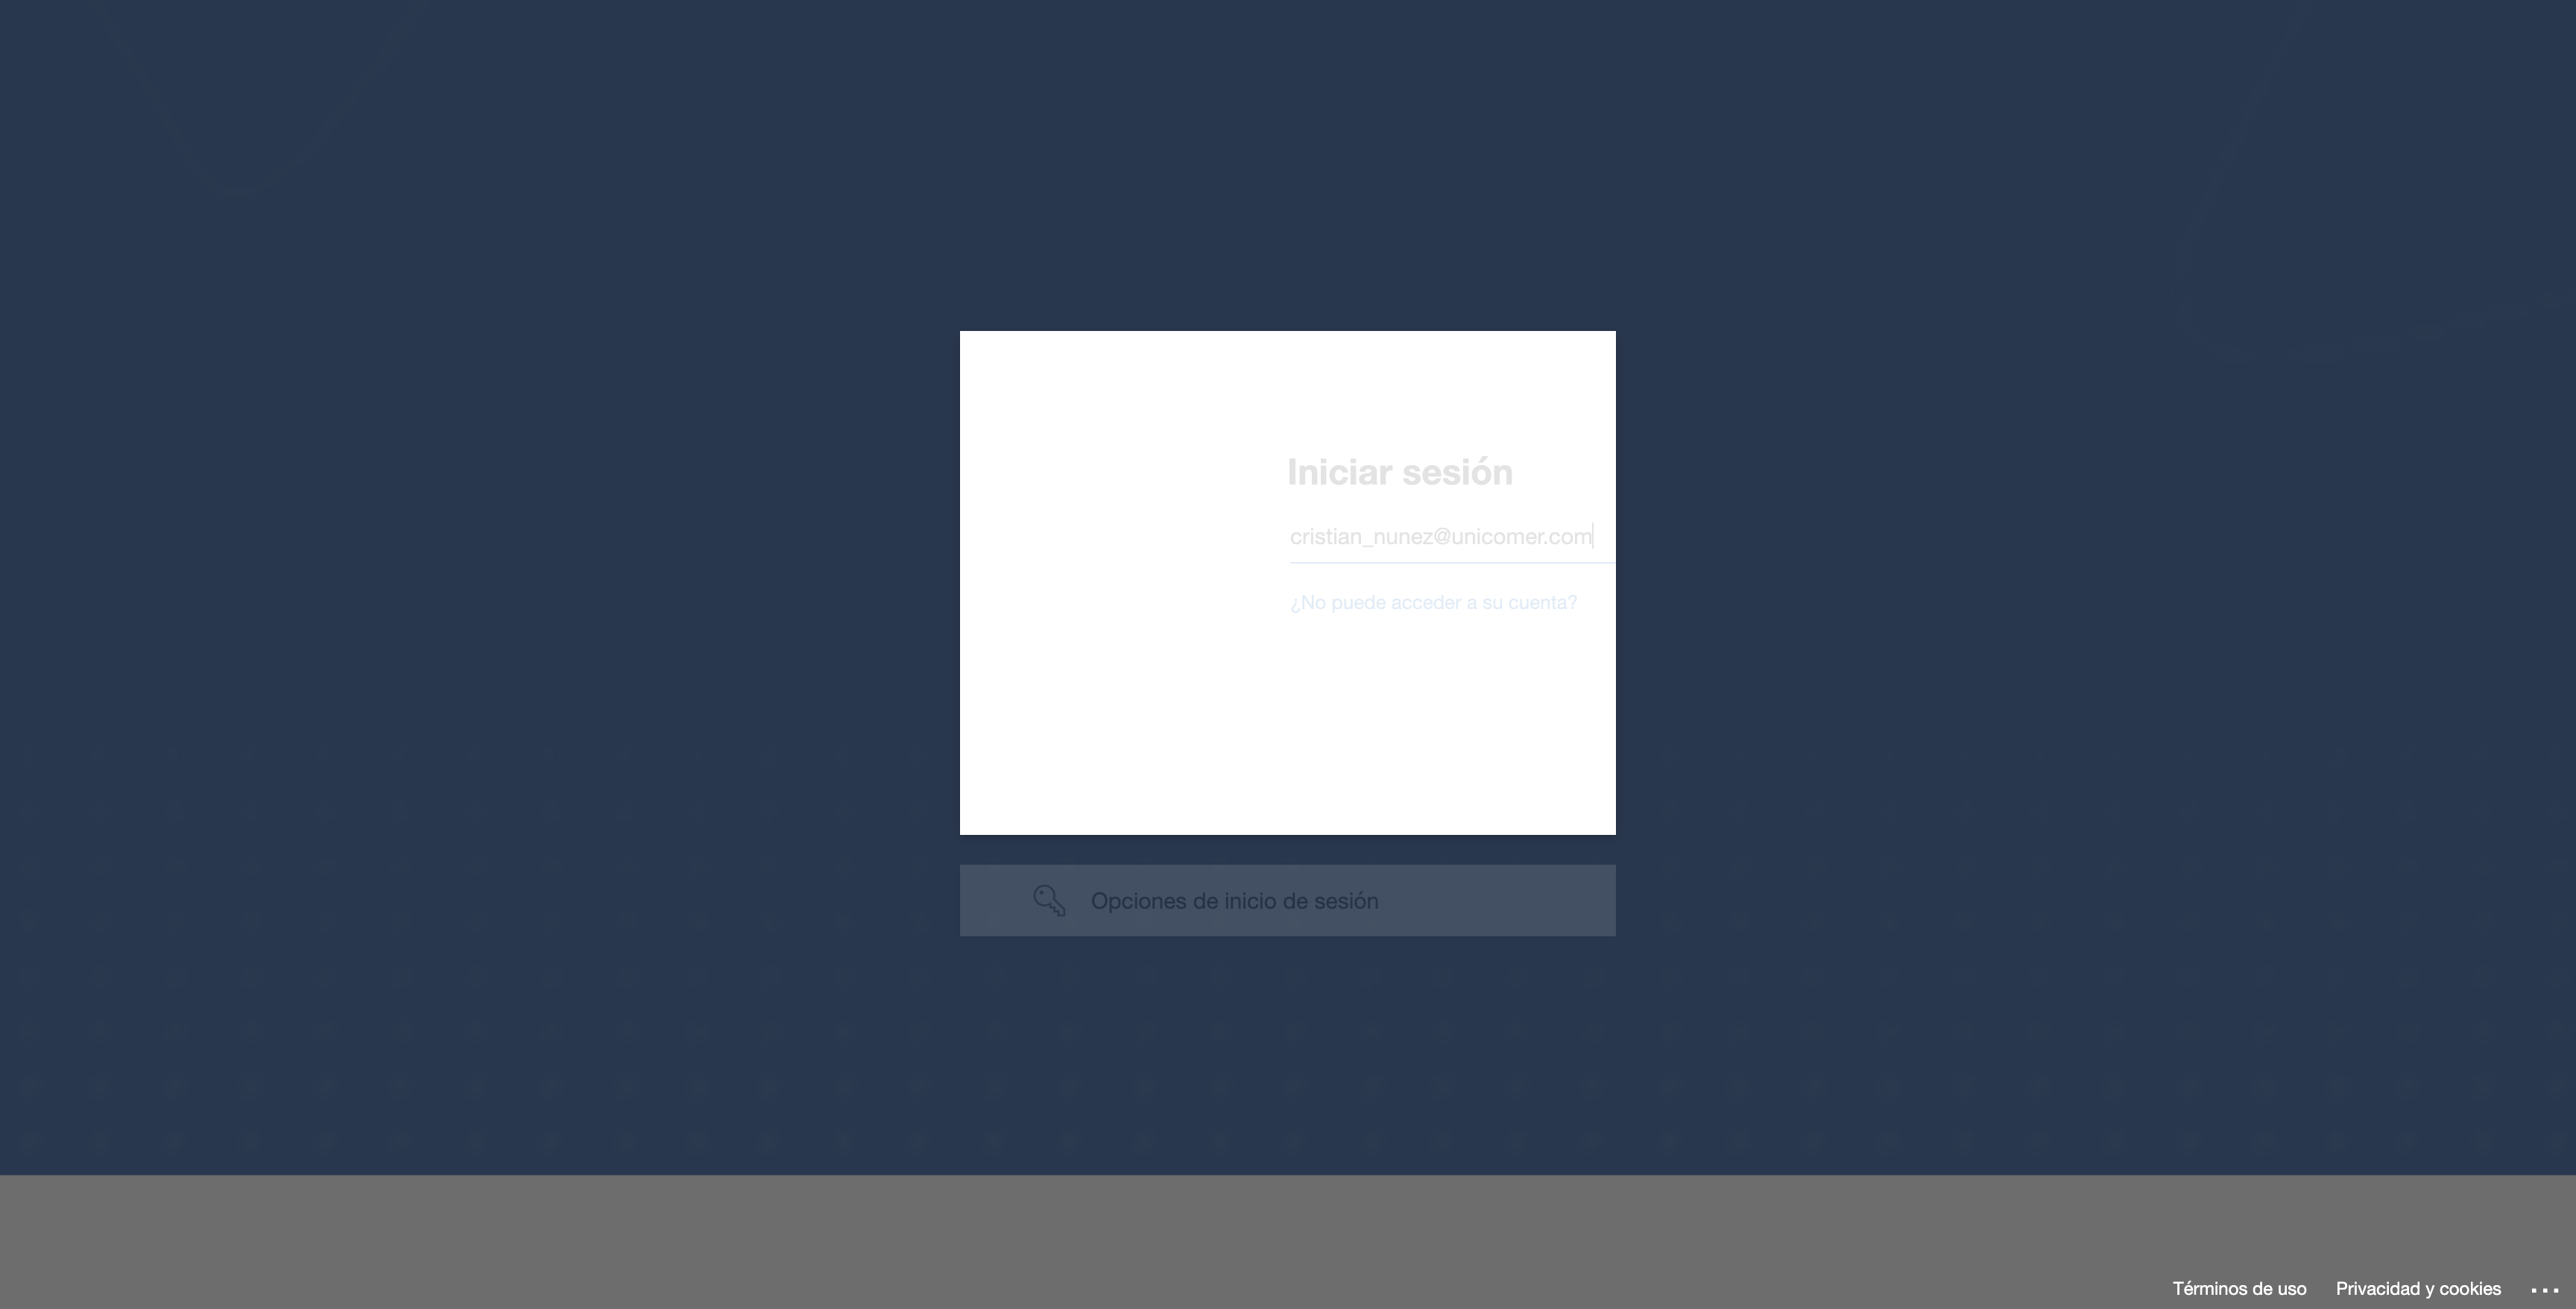 Iniciar sesión
cristian_nunez@unicomer.com
¿No puede acceder a su cuenta?
Opciones de inicio de sesión
Términos de uso
Privacidad y cookies
...